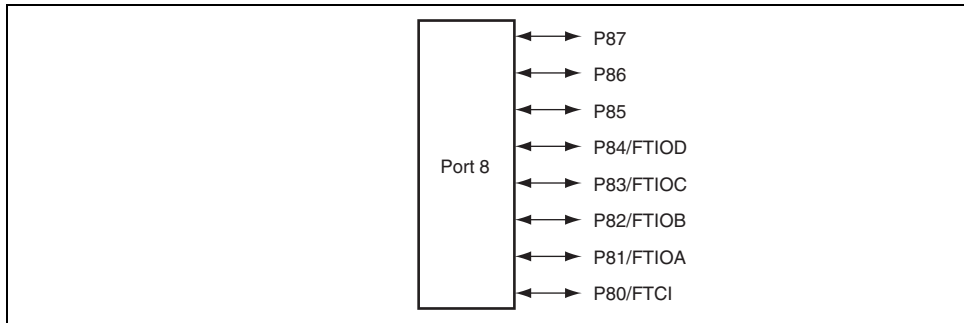 P87
P86
P85
P84/FTIOD
Port 8
P83/FTIOC
P82/FTIOB
P81/FTIOA
P80/FTCI